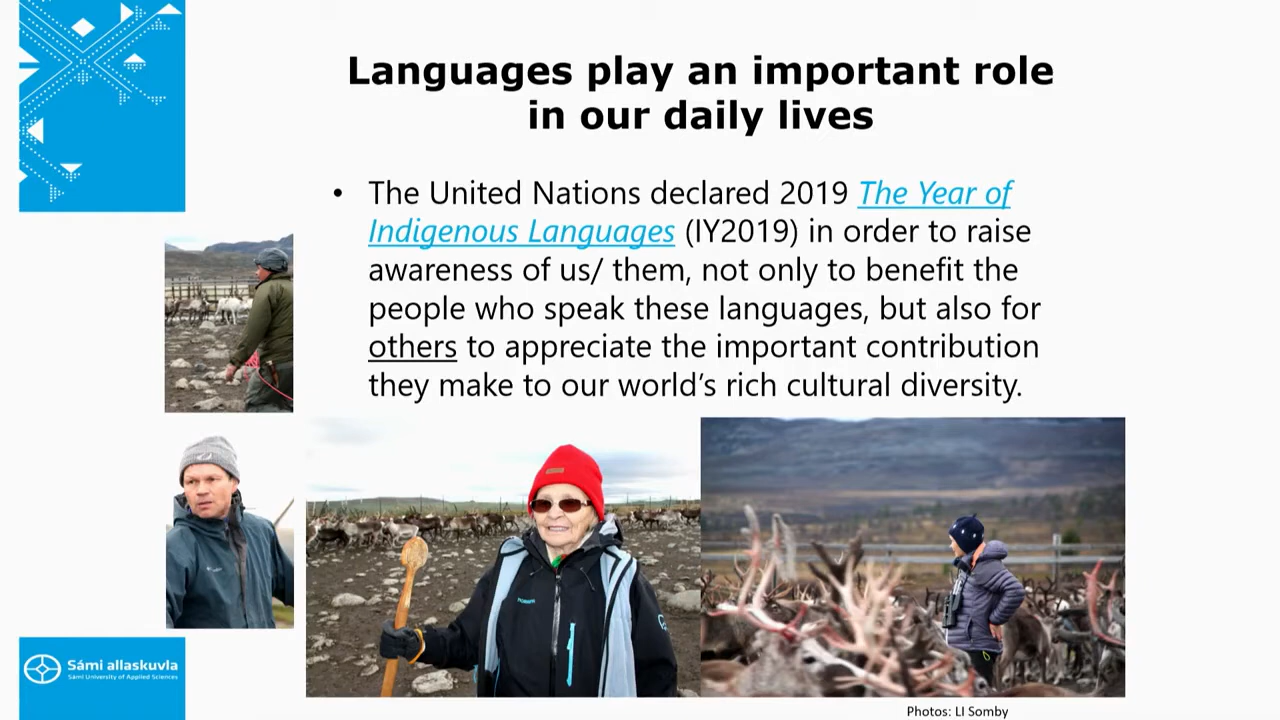 Languages play an important role
in our daily lives
• The United Nations declared 2019 The Year of
Indigenous Languages (IY2019) in order to raise
awareness of us/ them, not only to benefit the
people who speak these languages, but also for
others to appreciate the important contribution
they make to our world’s rich cultural diversity.
Sámi allaskuvla
Sámi University of Applied Sciences
Photos: LI Somby